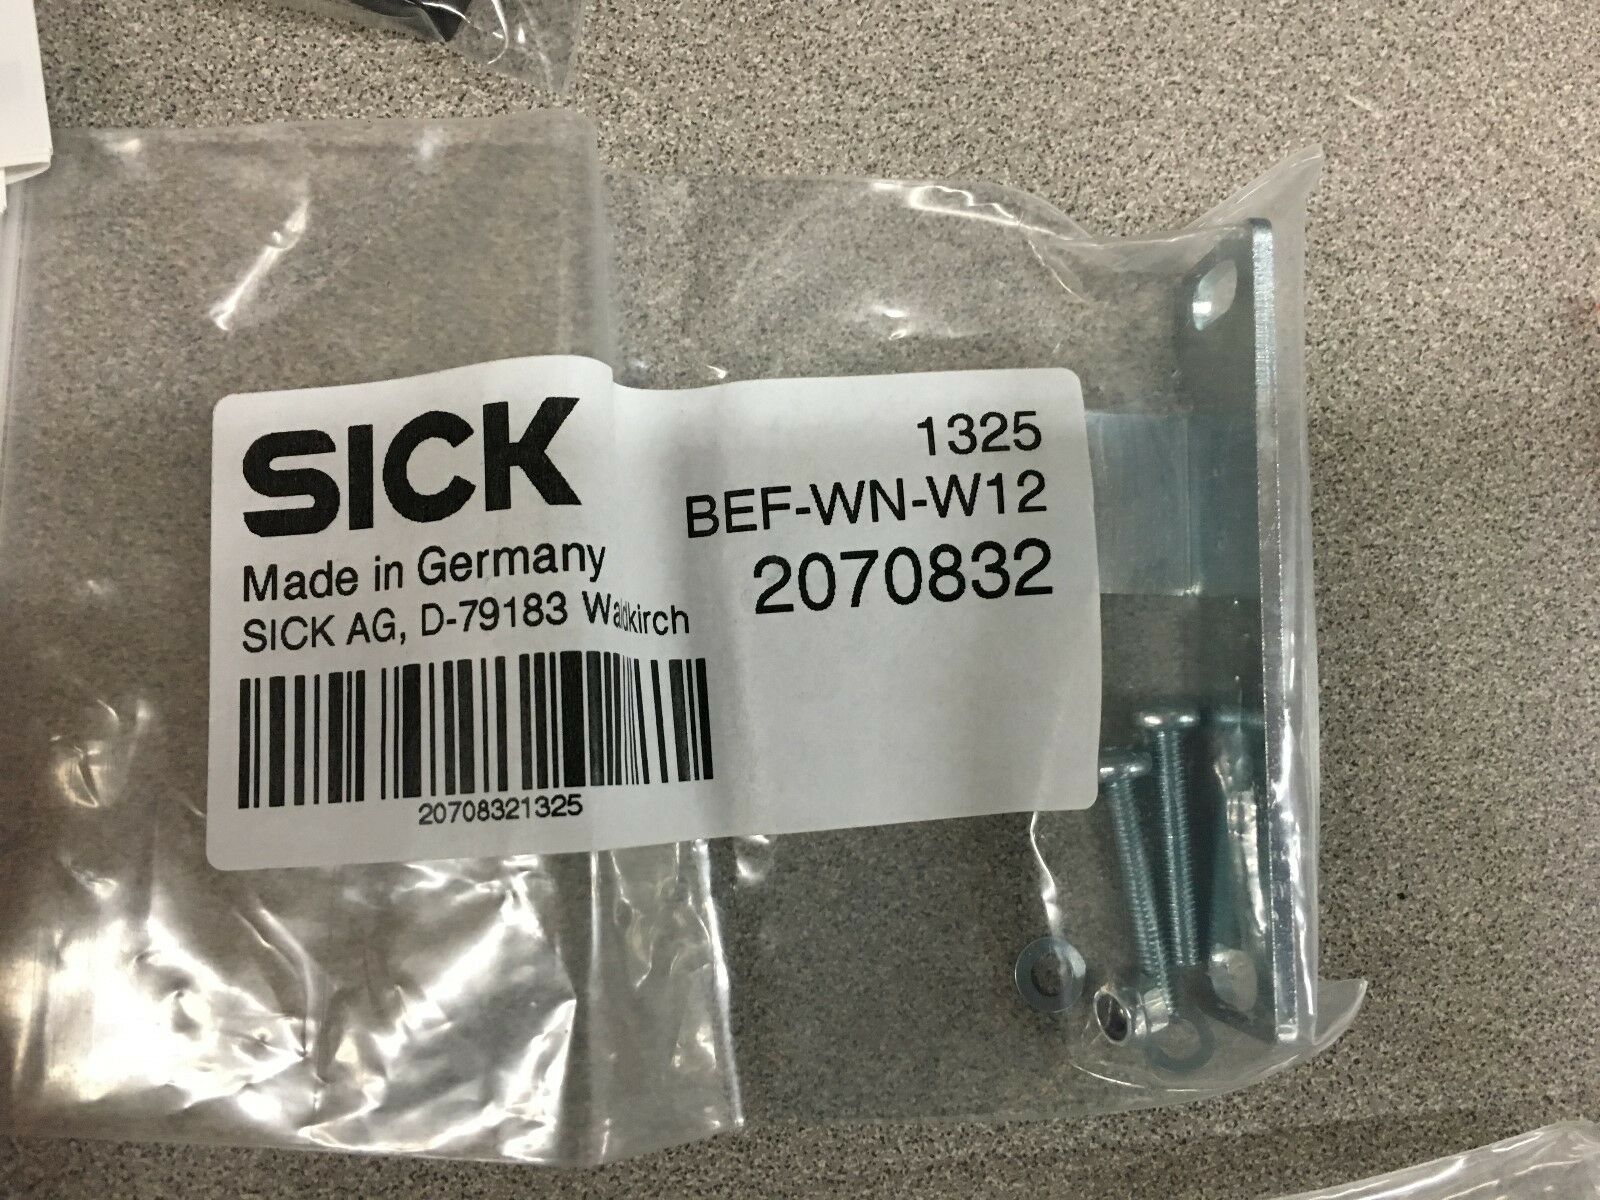 SICK
Made in Germany
SICK AG, D-79183 Waldkirch
20708321325
1325
BEF-WN-W12
2070832